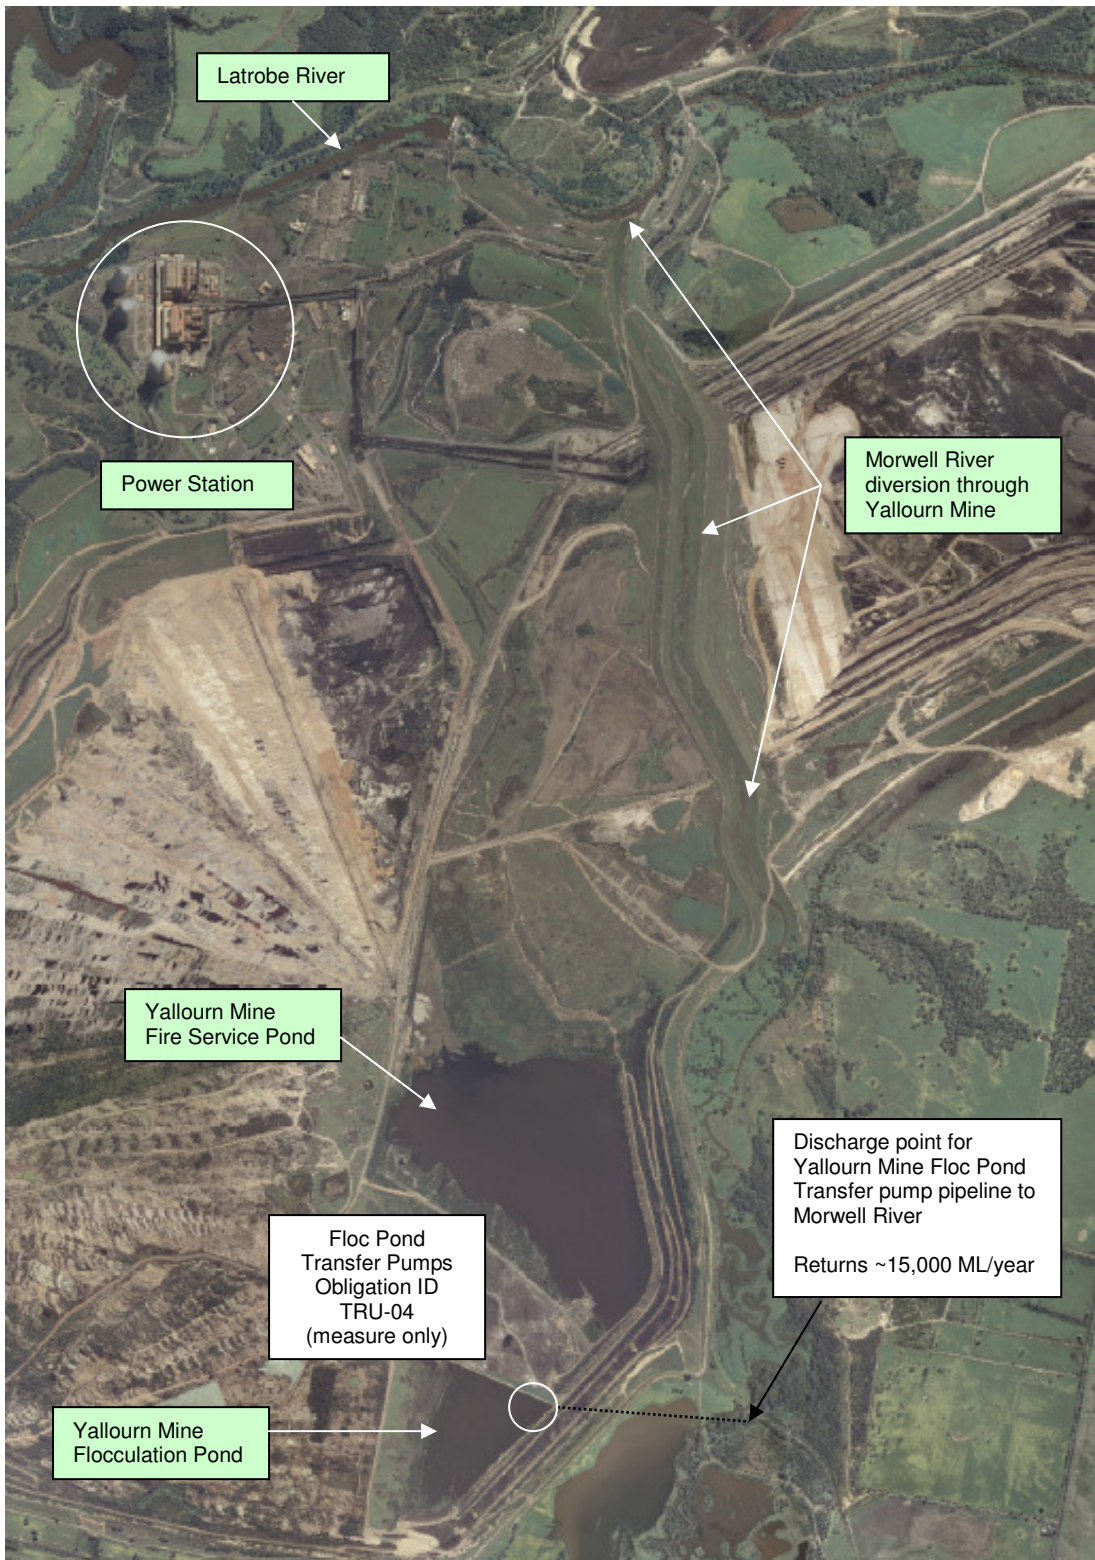 Latrobe River
Power Station
Morwell River
diversion through
Yallourn Mine
Yallourn Mine
Fire Service Pond
Discharge point for
Yallourn Mine Floc Pond
Transfer pump pipeline to
Morwell River
Returns ~15,000 ML/year
Floc Pond
Transfer Pumps
Obligation ID
TRU-04
(measure only)
Yallourn Mine
Flocculation Pond